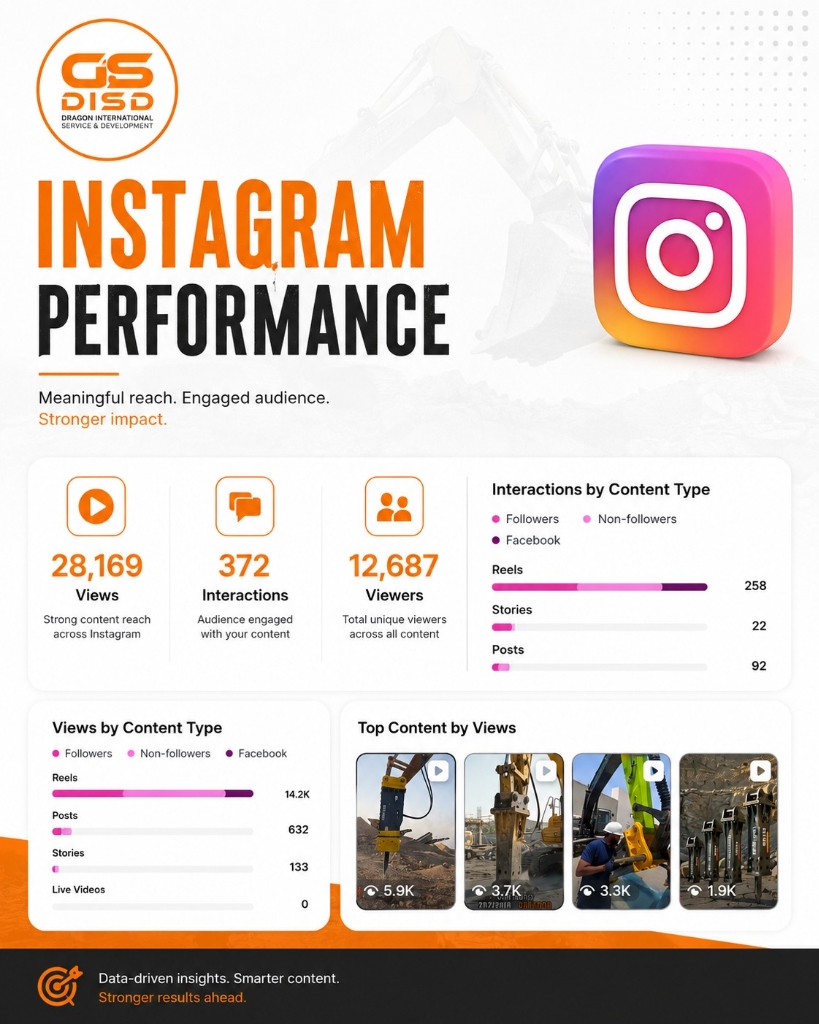 GS
DISD
DRAGON INTERNATIONAL
SERVICE & DEVELOPMENT
INSTAGRAM
PERFORMANCE
Meaningful reach. Engaged audience.
Stronger impact.
28,169
Views
Strong content reach
across Instagram
372
Interactions
Audience engaged
with your content
12,687
Viewers
Total unique viewers
across all content
Interactions by Content Type
Followers
Non-followers
Facebook
Reels
258
Stories
22
Posts
92
Views by Content Type
Followers
Non-followers
Facebook
Reels
14.2K
Posts
632
Stories
133
Live Videos
0
Top Content by Views
5.9K
3.7K
3.3K
1.9K
Data-driven insights. Smarter content.
Stronger results ahead.